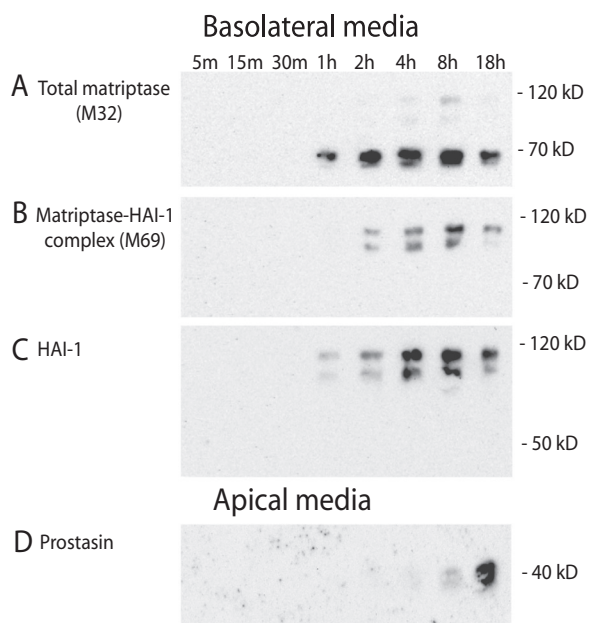 Basolateral media
5m 15m 30m 1h 2h 4h 8h 18h
A Total matriptase
(M32)
- 120 kD
- 70 kD
B Matriptase-HAI-1
complex (M69)
- 120 kD
- 70 kD
C HAI-1
- 120 kD
- 50 kD
Apical media
D Prostasin
- 40 kD